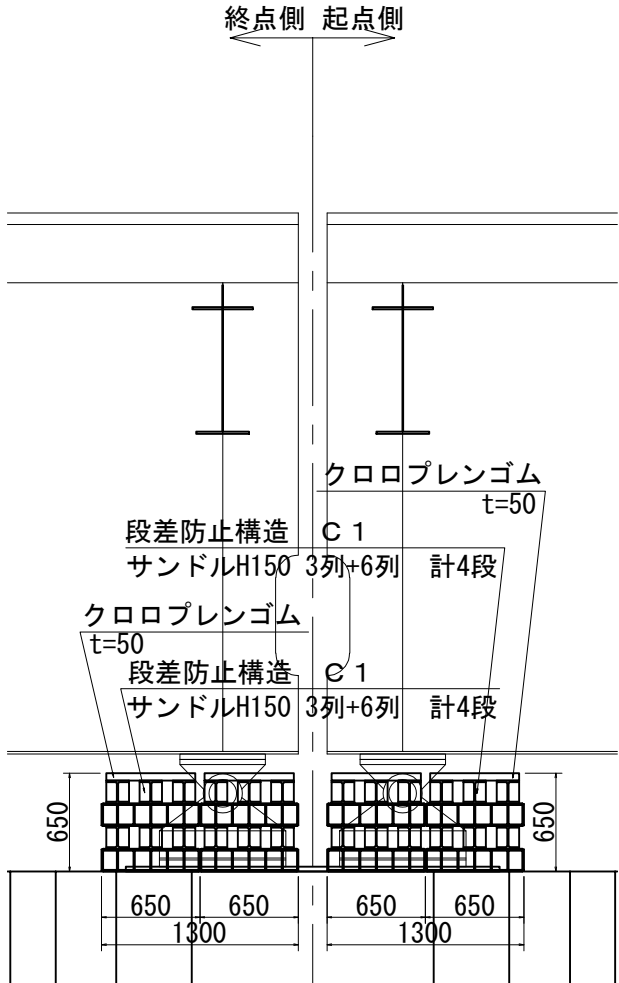 終点側 起点側
クロロプレンゴム
t=50
段差防止構造　C1
サンドルH150 3列+6列　計4段
クロロプレンゴム
t=50
段差防止構造　C1
サンドルH150 3列+6列　計4段
650
650
650 650 650 650
1300 1300